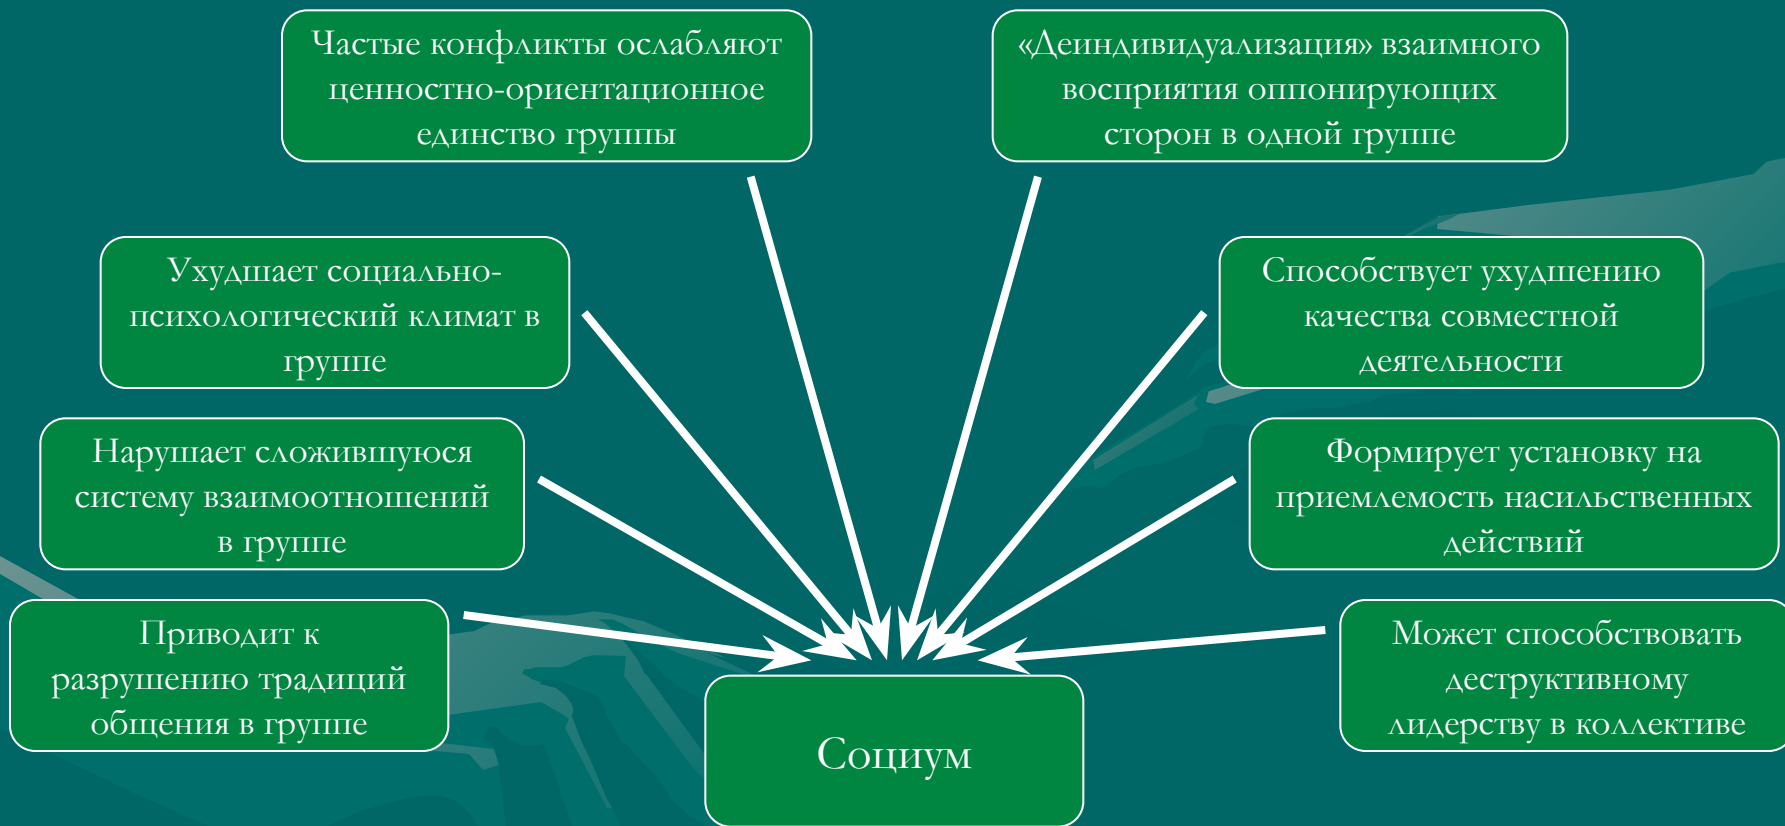 Частые конфликты ослабляют
ценностно-ориентационное
единство группы
«Деиндивидуализация» взаимного
восприятия оппонирующих
сторон в одной группе
Ухудшает социально-
психологический климат в
группе
Способствует ухудшению
качества совместной
деятельности
Нарушает сложившуюся
систему взаимоотношений
в группе
Формирует установку на
приемлемость насильственных
действий
Приводит к
разрушению традиций
общения в группе
Может способствовать
деструктивному
лидерству в коллективе
Социум